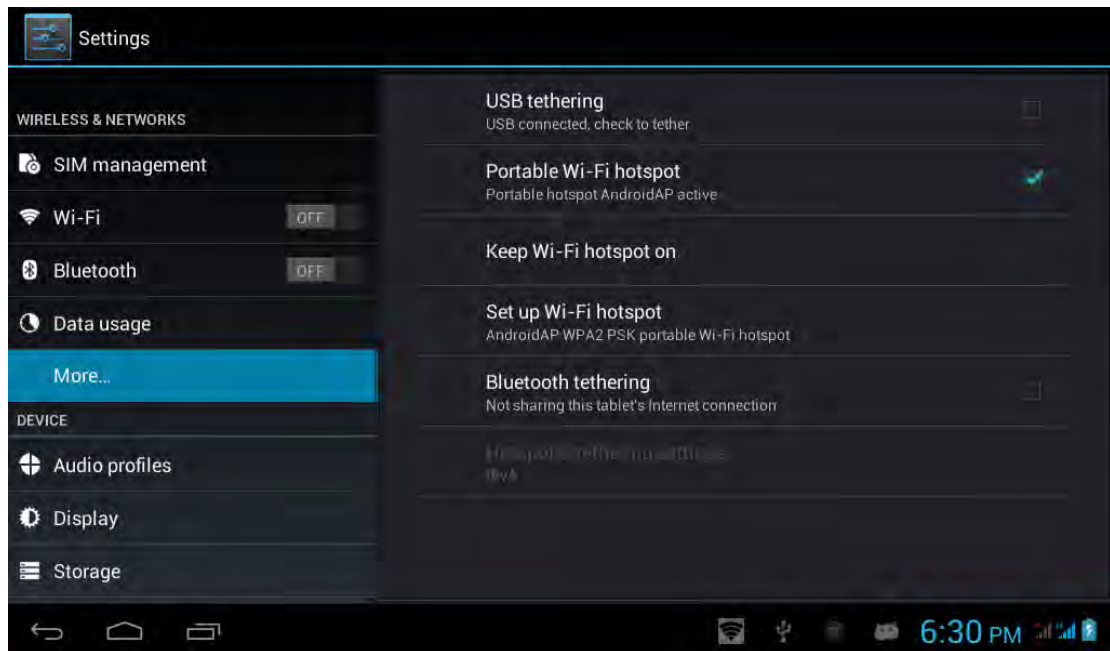 Settings
WIRELESS & NETWORKS
SIM management
Wi-Fi
OFF
Bluetooth
OFF
Data usage
More...
DEVICE
Audio profiles
Display
Storage
USB tethering
USB connected, check to tether
Portable Wi-Fi hotspot
Portable hotspot AndroidAP active
Keep Wi-Fi hotspot on
Set up Wi-Fi hotspot
AndroidAP WPA2 PSK portable Wi-Fi hotspot
Bluetooth tethering
Not sharing this tablet's Internet connection
settings
6:30 PM